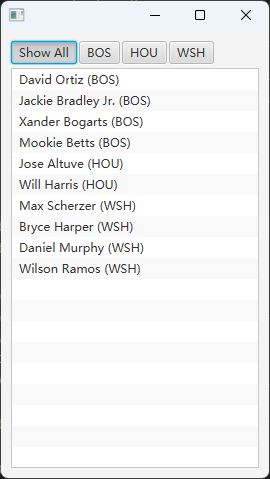 Show All BOS HOU WSH
David Ortiz (BOS)
Jackie Bradley Jr. (BOS)
Xander Bogarts (BOS)
Mookie Betts (BOS)
Jose Altuve (HOU)
Will Harris (HOU)
Max Scherzer (WSH)
Bryce Harper (WSH)
Daniel Murphy (WSH)
Wilson Ramos (WSH)